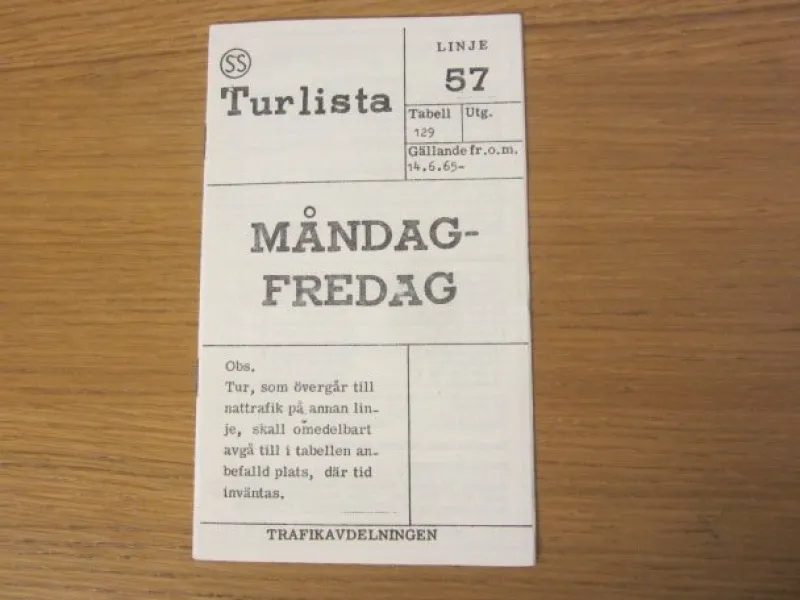 SS
Turlista
LINJE
57
Tabell Utg.
129
Gällande fr.o.m.
14.6.65-
MÅNDAG-
FREDAG
Obs.
Tur, som övergår till
nattrafik på annan lin-
je, skall omedelbart
avgå till i tabellen an-
befalld plats, där tid
inväntas.
TRAFIKAVDELNINGEN